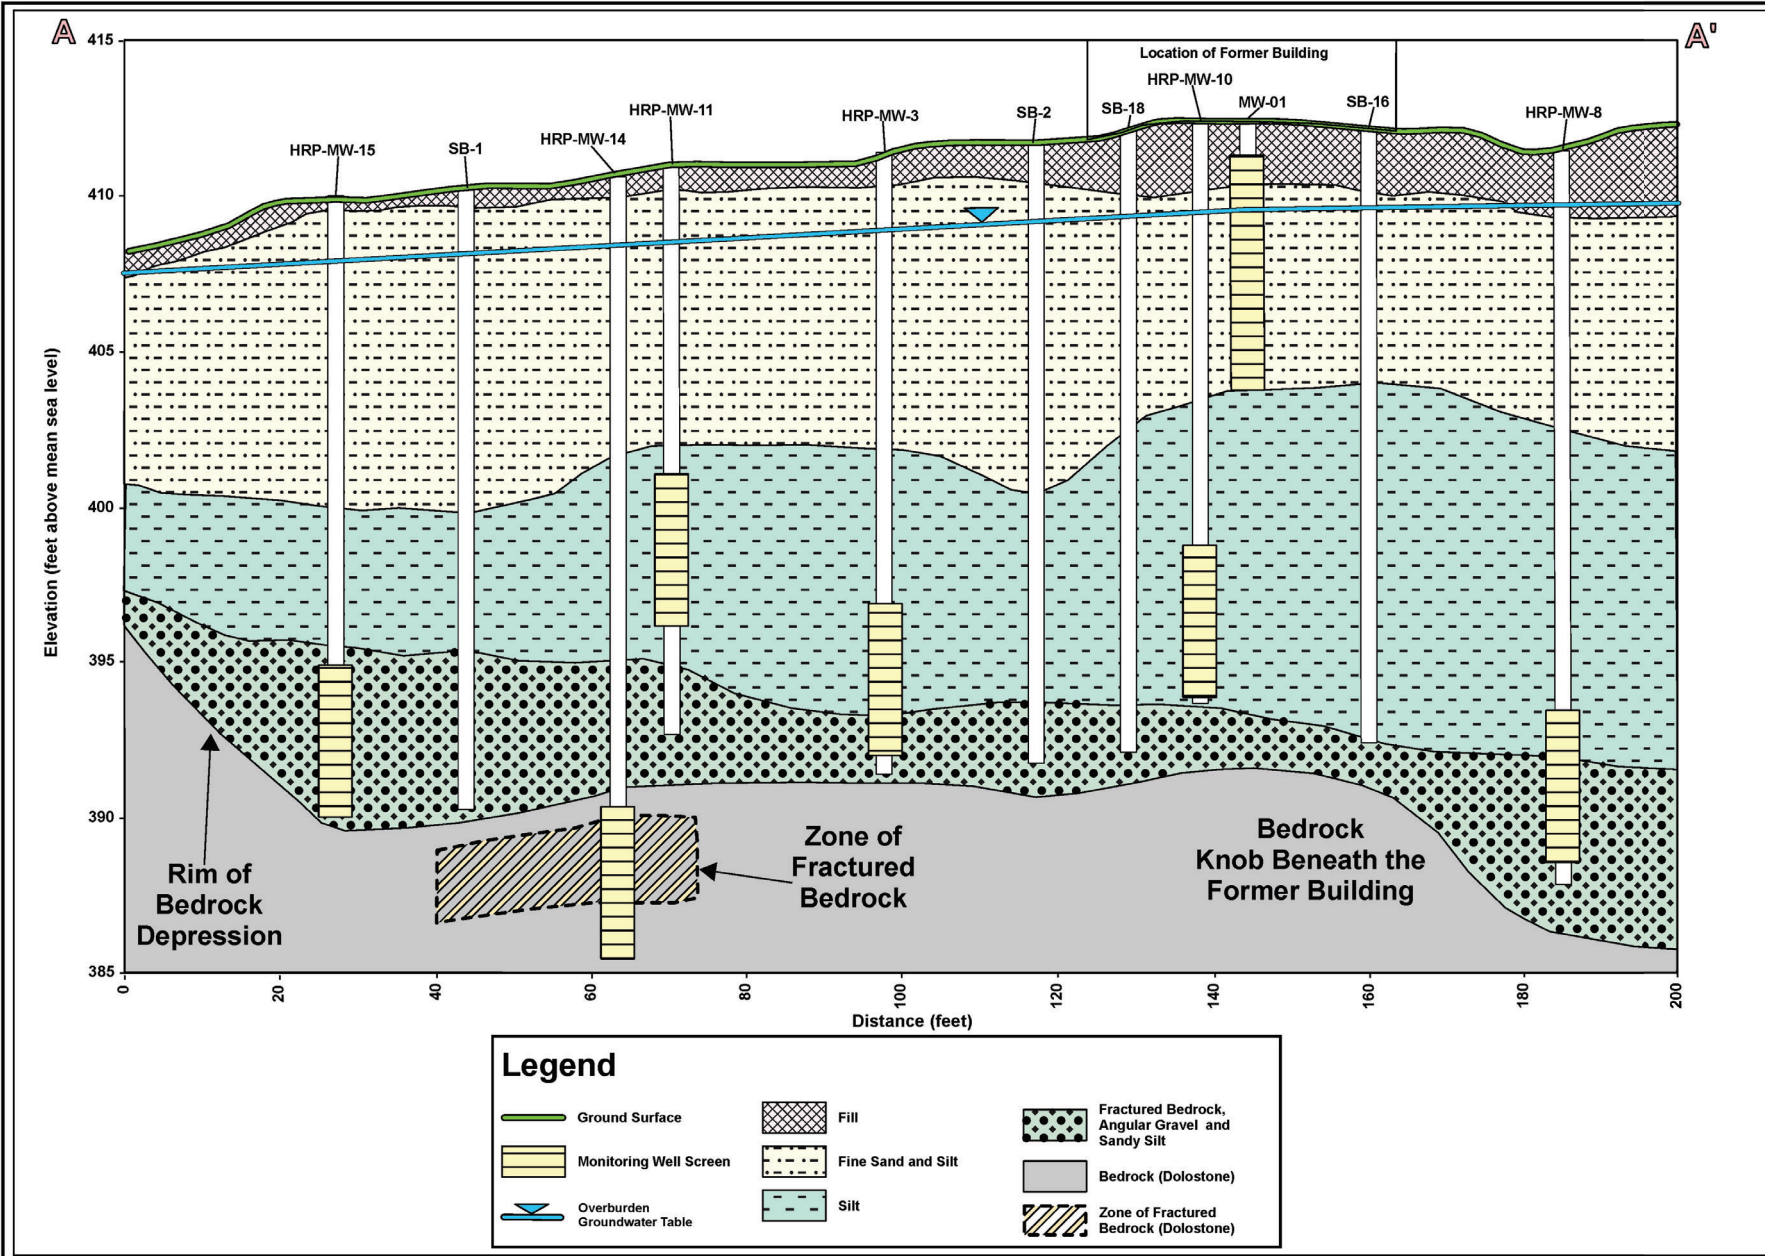 A
A'
415
410
405
400
395
390
385
Elevation (feet above mean sea level)
Location of Former Building
HRP-MW-15
SB-1
HRP-MW-14
HRP-MW-11
HRP-MW-3
SB-2
SB-18
HRP-MW-10
MW-01
SB-16
HRP-MW-8
Rim of
Bedrock
Depression
Zone of
Fractured
Bedrock
Bedrock
Knob Beneath the
Former Building
0
20
40
60
80
100
120
140
160
180
200
Distance (feet)
Legend
Ground Surface
Monitoring Well Screen
Overburden
Groundwater Table
Fill
Fine Sand and Silt
Silt
Fractured Bedrock,
Angular Gravel and
Sandy Silt
Bedrock (Dolostone)
Zone of Fractured
Bedrock (Dolostone)